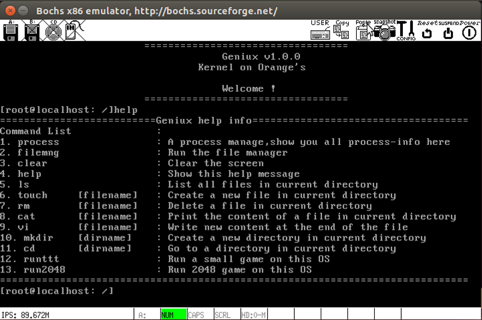 Bochs x86 emulator, http://bochs.sourceforge.net/
A: B: CD USER Copy Paste snapshot CONFIG Reset suspend Power
===================================
Geniux v1.0.0
Kernel on Orange's
Welcome !
===================================
[root@localhost: /]help
======================Geniux help info======================================
Command List :
1. process : A process manage,show you all process-info here
2. filemng : Run the file manager
3. clear : Clear the screen
4. help : Show this help message
5. ls : List all files in current directory
6. touch [filename] : Create a new file in current directory
7. rm [filename] : Delete a file in current directory
8. cat [filename] : Print the content of a file in current directory
9. vi [filename] : Write new content at the end of the file
10. mkdir [dirname] : Create a new directory in current directory
11. cd [dirname] : Go to a directory in current directory
12. runttt : Run a small game on this OS
13. run2048 : Run 2048 game on this OS
==============================================================================
[root@localhost: /]
IPS: 89.672M A: NUM CAPS SCRL HD:0-M